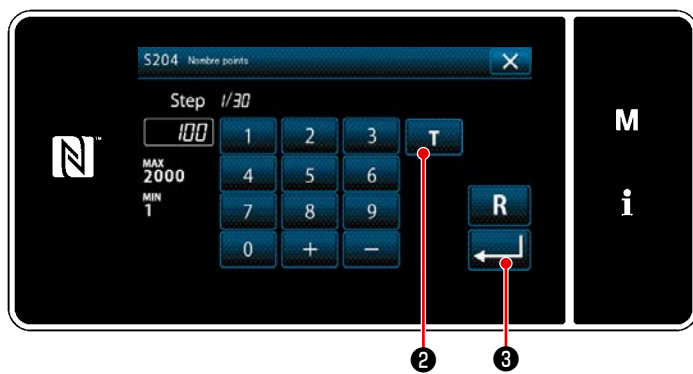 S204 Nombre points
Step 1/30
100 1 2 3 T
MAX
2000 4 5 6
MIN
1 7 8 9 R
0 + −
M
i
N™
❷ ❸